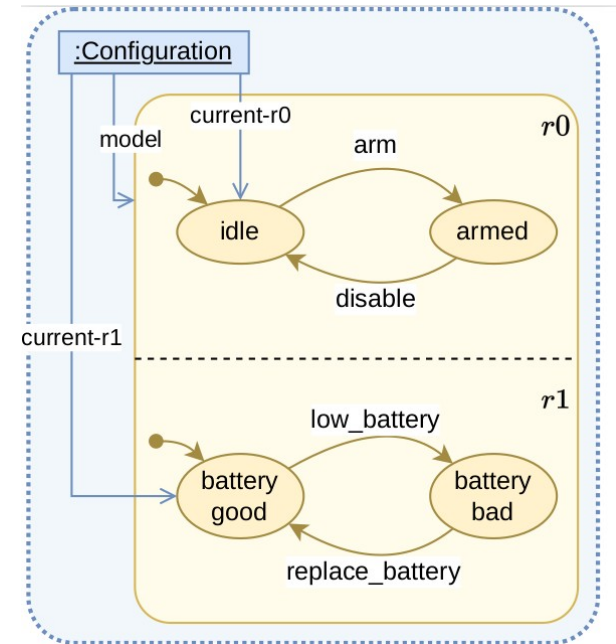 :Configuration
current-r0
model
r0
arm
idle
armed
disable
current-r1
r1
low_battery
battery
good
battery
bad
replace_battery